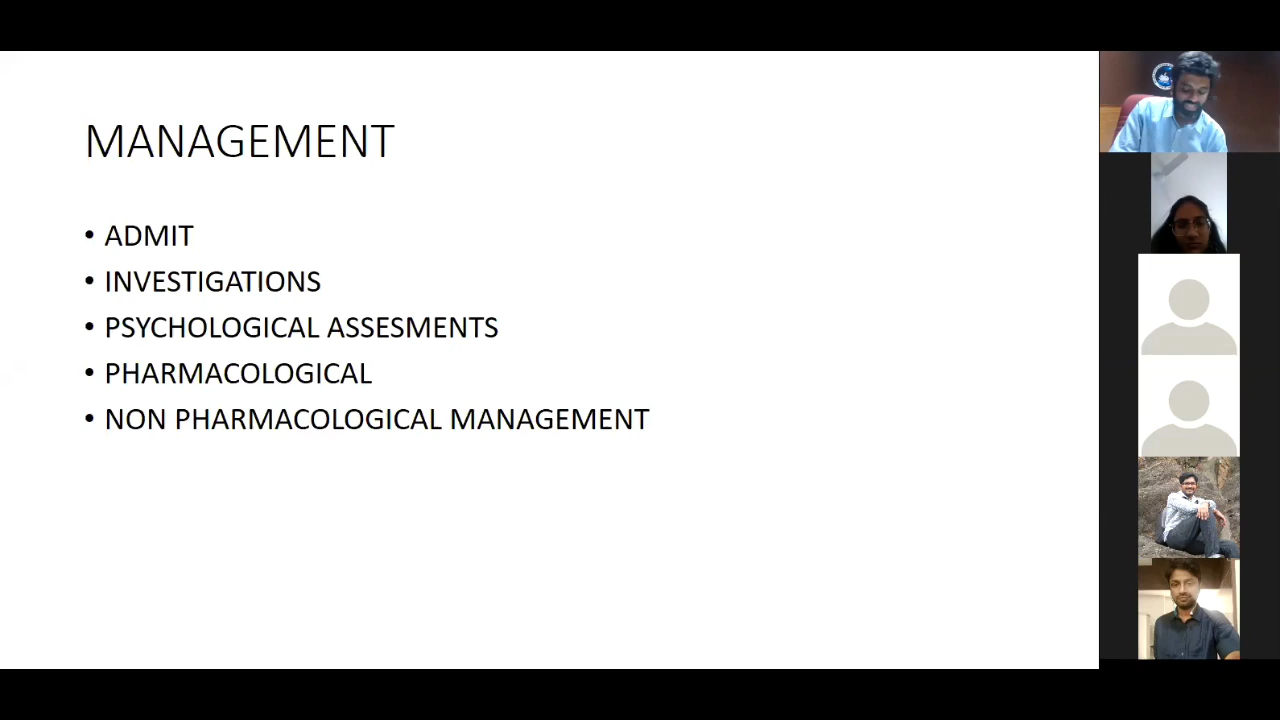 MANAGEMENT
• ADMIT
• INVESTIGATIONS
• PSYCHOLOGICAL ASSESMENTS
• PHARMACOLOGICAL
• NON PHARMACOLOGICAL MANAGEMENT